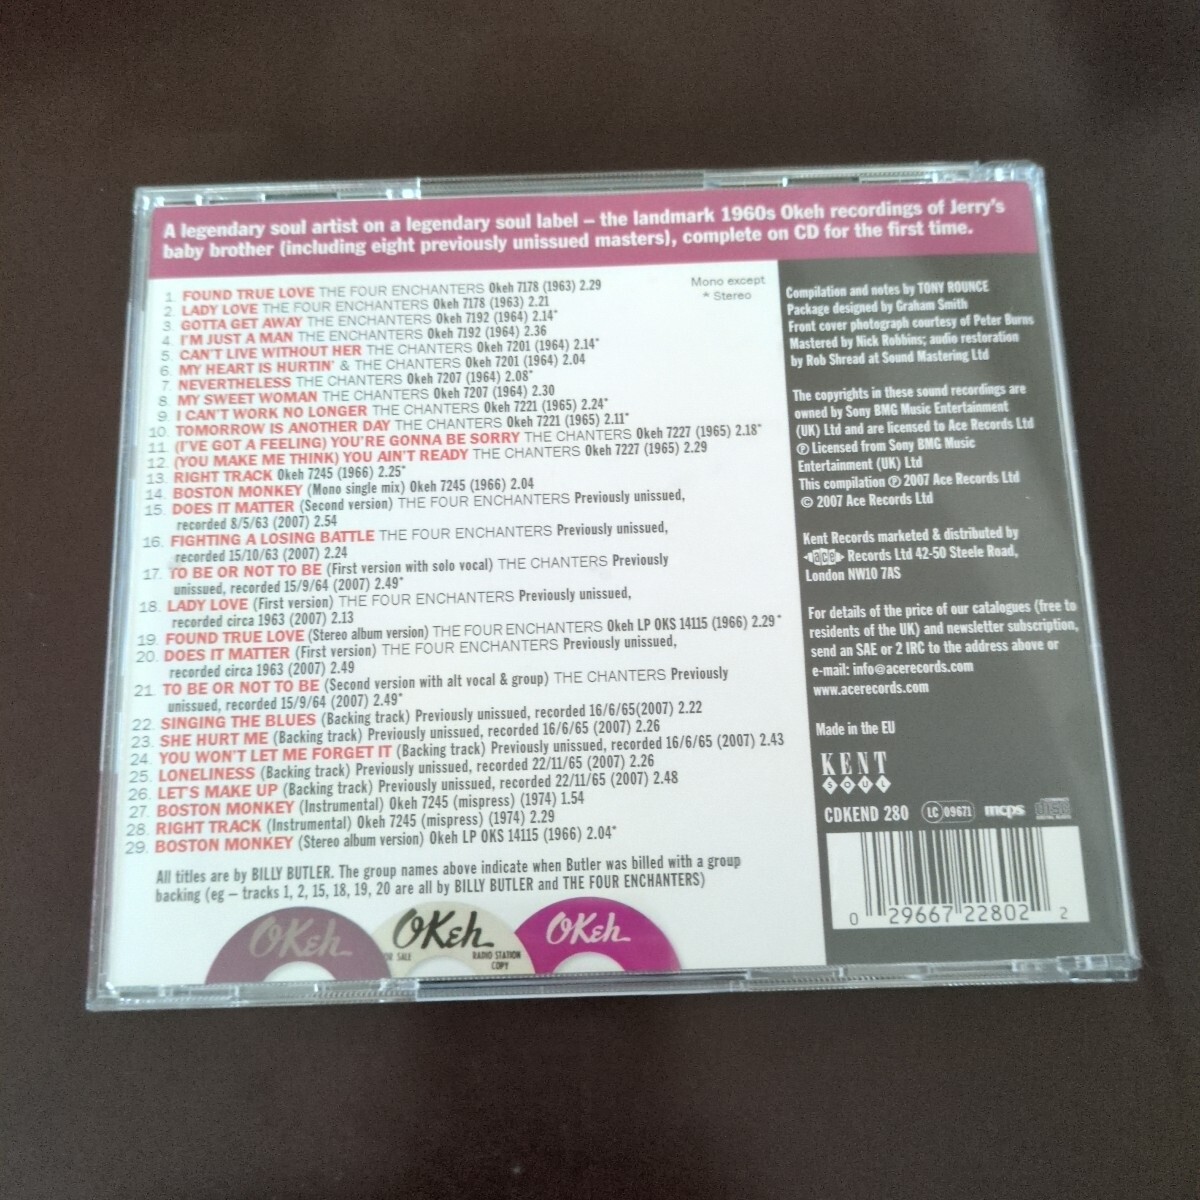 A legendary soul artist on a legendary soul label – the landmark 1960s Okeh recordings of Jerry's
baby brother (including eight previously unissued masters), complete on CD for the first time.
Mono except
* Stereo
1. FOUND TRUE LOVE THE FOUR ENCHANTERS Okeh 7178 (1963) 2.29
2. LADY LOVE THE FOUR ENCHANTERS Okeh 7178 (1963) 2.21
3. GOTTA GET AWAY THE ENCHANTERS Okeh 7192 (1964) 2.14*
4. I'M JUST A MAN THE ENCHANTERS Okeh 7192 (1964) 2.36
5. CAN'T LIVE WITHOUT HER THE CHANTERS Okeh 7201 (1964) 2.14*
6. MY HEART IS HURTIN' & THE CHANTERS Okeh 7201 (1964) 2.04
7. NEVERTHELESS THE CHANTERS Okeh 7207 (1964) 2.08*
8. MY SWEET WOMAN THE CHANTERS Okeh 7207 (1964) 2.30
9. I CAN'T WORK NO LONGER THE CHANTERS Okeh 7221 (1965) 2.24*
10. TOMORROW IS ANOTHER DAY THE CHANTERS Okeh 7221 (1965) 2.11*
11. (I'VE GOT A FEELING) YOU'RE GONNA BE SORRY THE CHANTERS Okeh 7227 (1965) 2.18*
12. (YOU MAKE ME THINK) YOU AIN'T READY THE CHANTERS Okeh 7227 (1965) 2.29
13. RIGHT TRACK Okeh 7245 (1966) 2.25*
14. BOSTON MONKEY (Mono single mix) Okeh 7245 (1966) 2.04
15. DOES IT MATTER (Second version) THE FOUR ENCHANTERS Previously unissued,
recorded 8/5/63 (2007) 2.54
16. FIGHTING A LOSING BATTLE THE FOUR ENCHANTERS Previously unissued,
recorded 15/10/63 (2007) 2.24
17. TO BE OR NOT TO BE (First version with solo vocal) THE CHANTERS Previously
unissued, recorded 15/9/64 (2007) 2.49*
18. LADY LOVE (First version) THE FOUR ENCHANTERS Previously unissued,
recorded circa 1963 (2007) 2.13
19. FOUND TRUE LOVE (Stereo album version) THE FOUR ENCHANTERS Okeh LP OKS 14115 (1966) 2.29*
20. DOES IT MATTER (First version) THE FOUR ENCHANTERS Previously unissued,
recorded circa 1963 (2007) 2.49
21. TO BE OR NOT TO BE (Second version with alt vocal & group) THE CHANTERS Previously
unissued, recorded 15/9/64 (2007) 2.49*
22. SINGING THE BLUES (Backing track) Previously unissued, recorded 16/6/65(2007) 2.22
23. SHE HURT ME (Backing track) Previously unissued, recorded 16/6/65 (2007) 2.26
24. YOU WON'T LET ME FORGET IT (Backing track) Previously unissued, recorded 16/6/65 (2007) 2.43
25. LONELINESS (Backing track) Previously unissued, recorded 22/11/65 (2007) 2.26
26. LET'S MAKE UP (Backing track) Previously unissued, recorded 22/11/65 (2007) 2.48
27. BOSTON MONKEY (Instrumental) Okeh 7245 (mispress) (1974) 1.54
28. RIGHT TRACK (Instrumental) Okeh 7245 (mispress) (1974) 2.29
29. BOSTON MONKEY (Stereo album version) Okeh LP OKS 14115 (1966) 2.04*
All titles are by BILLY BUTLER. The group names above indicate when Butler was billed with a group
backing (eg – tracks 1, 2, 15, 18, 19, 20 are all by BILLY BUTLER and THE FOUR ENCHANTERS)
OKeh
OKeh
OR SALE
RADIO STATION
COPY
OKeh
Compilation and notes by TONY ROUNCE
Package designed by Graham Smith
Front cover photograph courtesy of Peter Burns
Mastered by Nick Robbins; audio restoration
by Rob Shread at Sound Mastering Ltd
The copyrights in these sound recordings are
owned by Sony BMG Music Entertainment
(UK) Ltd and are licensed to Ace Records Ltd
℗ Licensed from Sony BMG Music
Entertainment (UK) Ltd
This compilation ℗ 2007 Ace Records Ltd
© 2007 Ace Records Ltd
Kent Records marketed & distributed by
ace Records Ltd 42-50 Steele Road,
London NW10 7AS
For details of the price of our catalogues (free to
residents of the UK) and newsletter subscription,
send an SAE or 2 IRC to the address above or
e-mail: info@acerecords.com
www.acerecords.com
Made in the EU
KENT
SOUL
CDKEND 280
LC 09671
mcps
disc
DIGITAL AUDIO
0 29667 22802 2